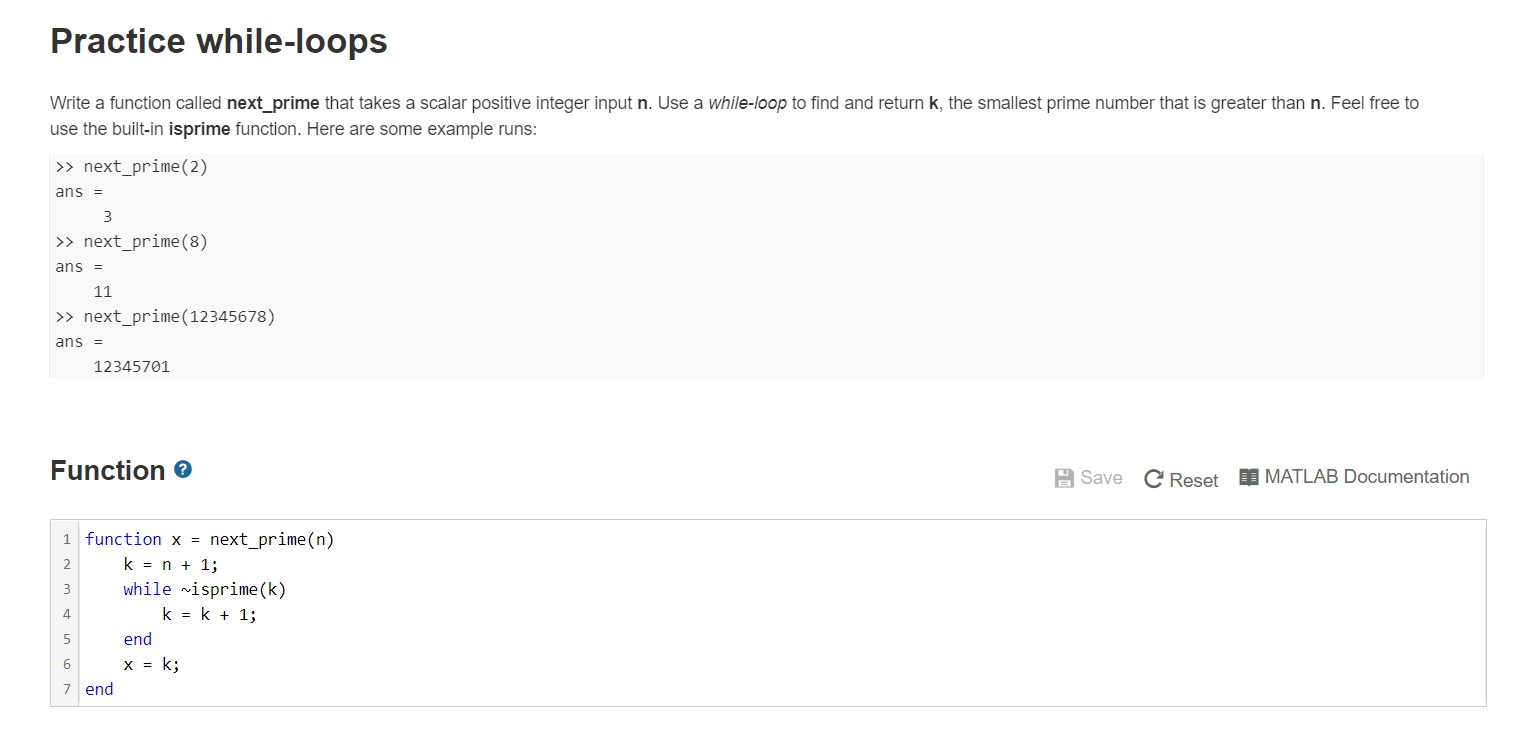 Practice while-loops
Write a function called next_prime that takes a scalar positive integer input n. Use a while-loop to find and return k, the smallest prime number that is greater than n. Feel free to
use the built-in isprime function. Here are some example runs:
>> next_prime(2)
ans =
     3
>> next_prime(8)
ans =
    11
>> next_prime(12345678)
ans =
    12345701
Function ?
Save Reset MATLAB Documentation
1 function x = next_prime(n)
2     k = n + 1;
3     while ~isprime(k)
4         k = k + 1;
5     end
6     x = k;
7 end